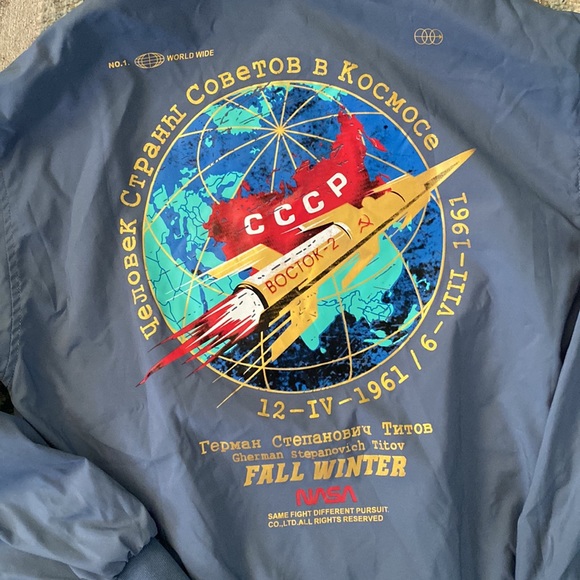 NO.1. WORLD WIDE
целовек Страны Советов в Космосе
СССР
ВОСТОК-2
12-IV-1961 / 6-VIII-1961
Герман Степанович Титов
Gherman Stepanovich Titov
FALL WINTER
NASA
SAME FIGHT DIFFERENT PURSUIT.
CO.,LTD.ALL RIGHTS RESERVED